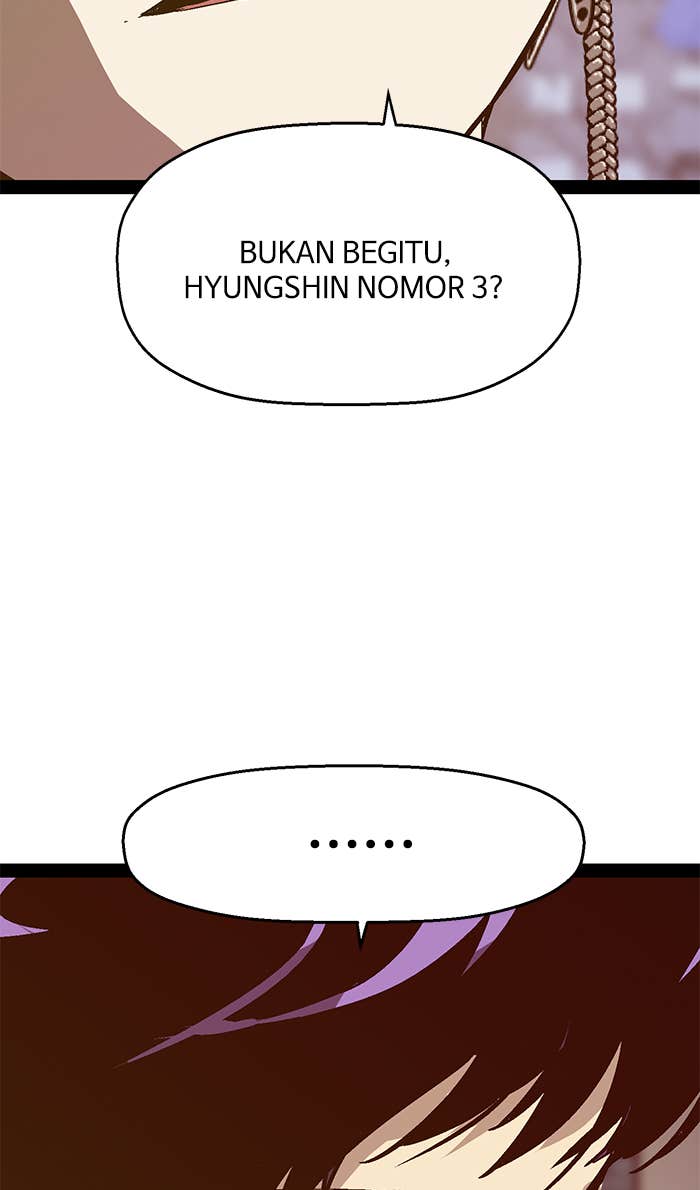 BUKAN BEGITU,
HYUNGSHIN NOMOR 3?
......